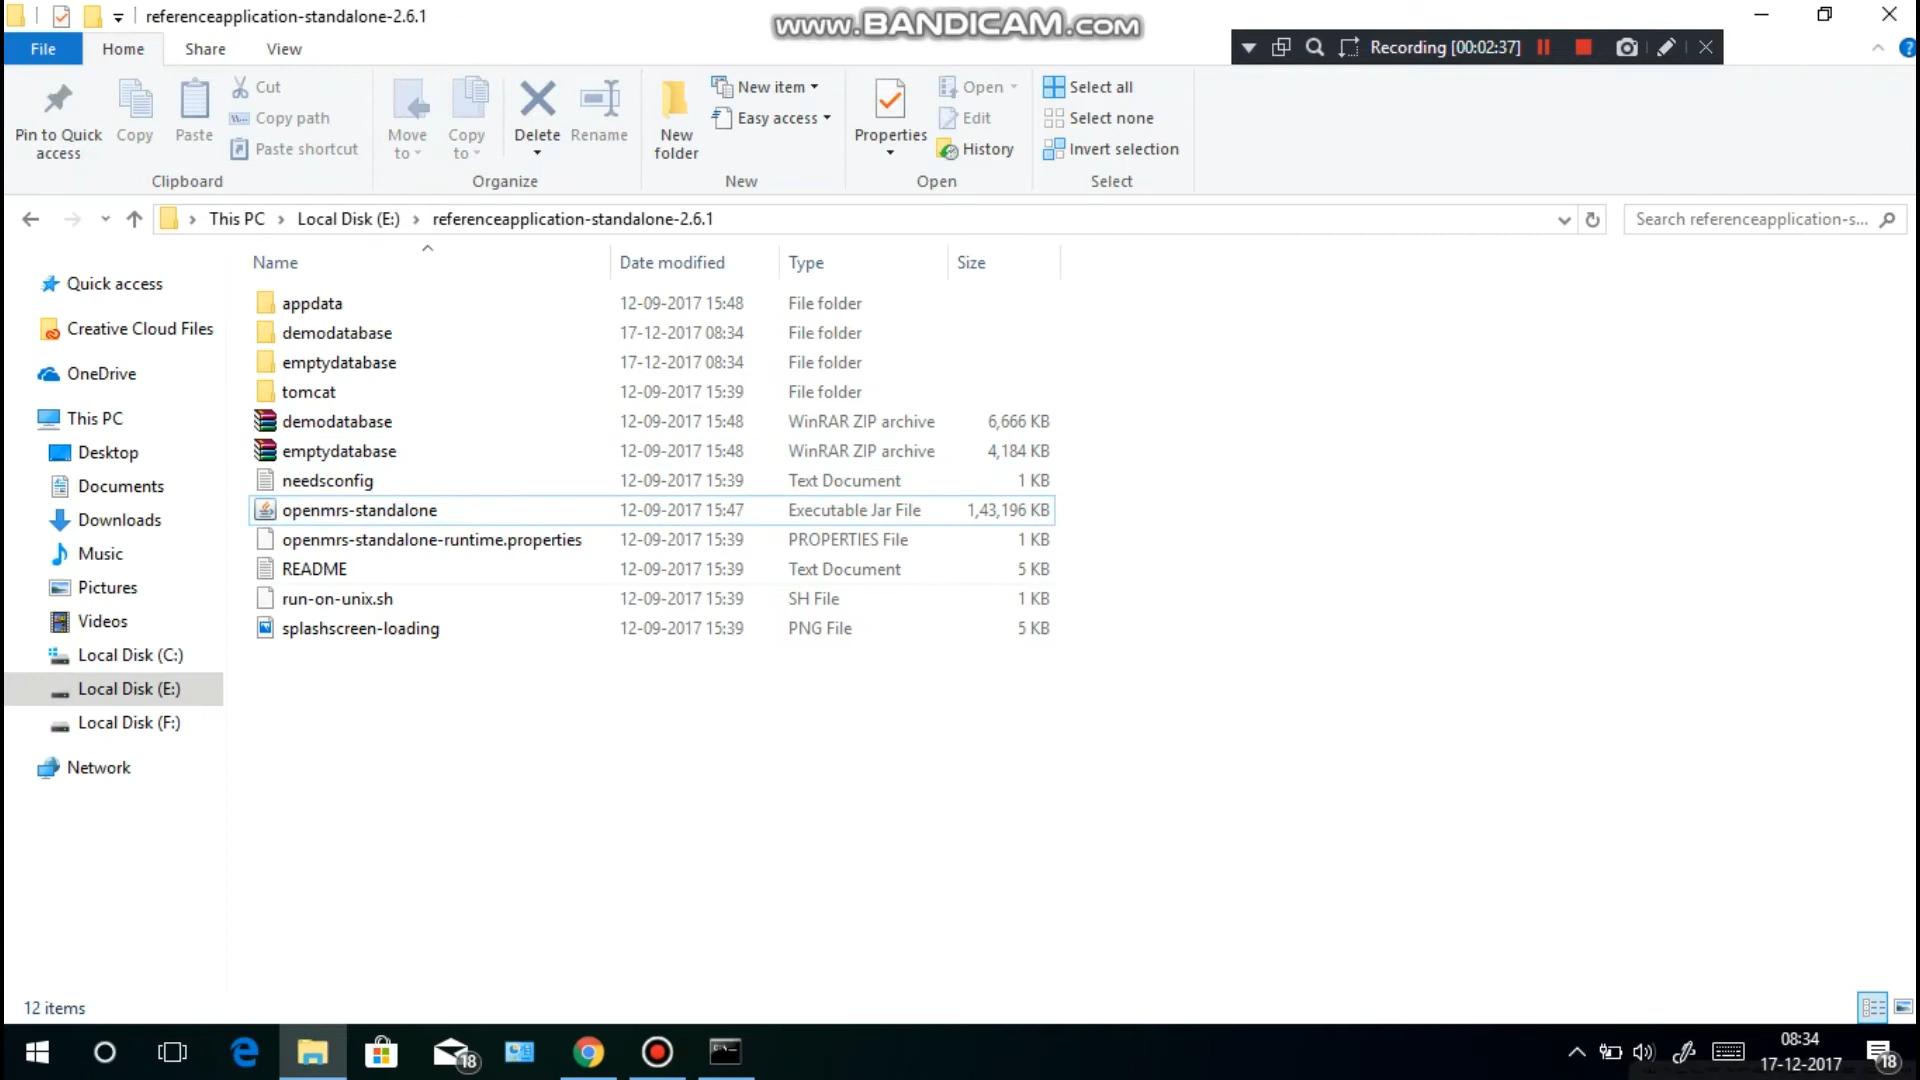 referenceapplication-standalone-2.6.1
www.BANDICAM.com
Recording [00:02:37]
File Home Share View
Pin to Quick access
Copy
Paste
Cut
Copy path
Paste shortcut
Clipboard
Move to
Copy to
Delete
Rename
Organize
New folder
New item
Easy access
New
Properties
Open
Edit
History
Open
Select all
Select none
Invert selection
Select
This PC > Local Disk (E:) > referenceapplication-standalone-2.6.1
Search referenceapplication-s...
Name Date modified Type Size
Quick access
Creative Cloud Files
OneDrive
This PC
Desktop
Documents
Downloads
Music
Pictures
Videos
Local Disk (C:)
Local Disk (E:)
Local Disk (F:)
Network
appdata 12-09-2017 15:48 File folder
demodatabase 17-12-2017 08:34 File folder
emptydatabase 17-12-2017 08:34 File folder
tomcat 12-09-2017 15:39 File folder
demodatabase 12-09-2017 15:48 WinRAR ZIP archive 6,666 KB
emptydatabase 12-09-2017 15:48 WinRAR ZIP archive 4,184 KB
needsconfig 12-09-2017 15:39 Text Document 1 KB
openmrs-standalone 12-09-2017 15:47 Executable Jar File 1,43,196 KB
openmrs-standalone-runtime.properties 12-09-2017 15:39 PROPERTIES File 1 KB
README 12-09-2017 15:39 Text Document 5 KB
run-on-unix.sh 12-09-2017 15:39 SH File 1 KB
splashscreen-loading 12-09-2017 15:39 PNG File 5 KB
12 items
18
08:34
17-12-2017
18